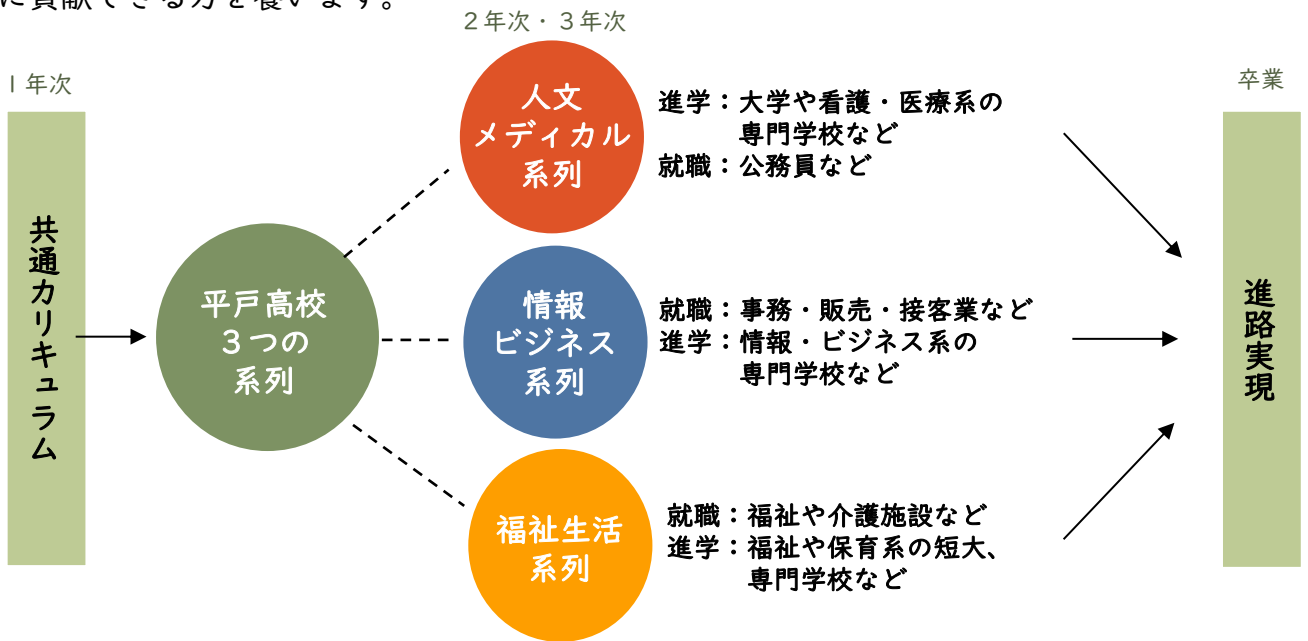 に貢献できる力を養います。
２年次・３年次
１年次
卒業
共通カリキュラム
平戸高校
３つの
系列
人文
メディカル
系列
進学：大学や看護・医療系の
専門学校など
就職：公務員など
情報
ビジネス
系列
就職：事務・販売・接客業など
進学：情報・ビジネス系の
専門学校など
福祉生活
系列
就職：福祉や介護施設など
進学：福祉や保育系の短大、
専門学校など
進路実現